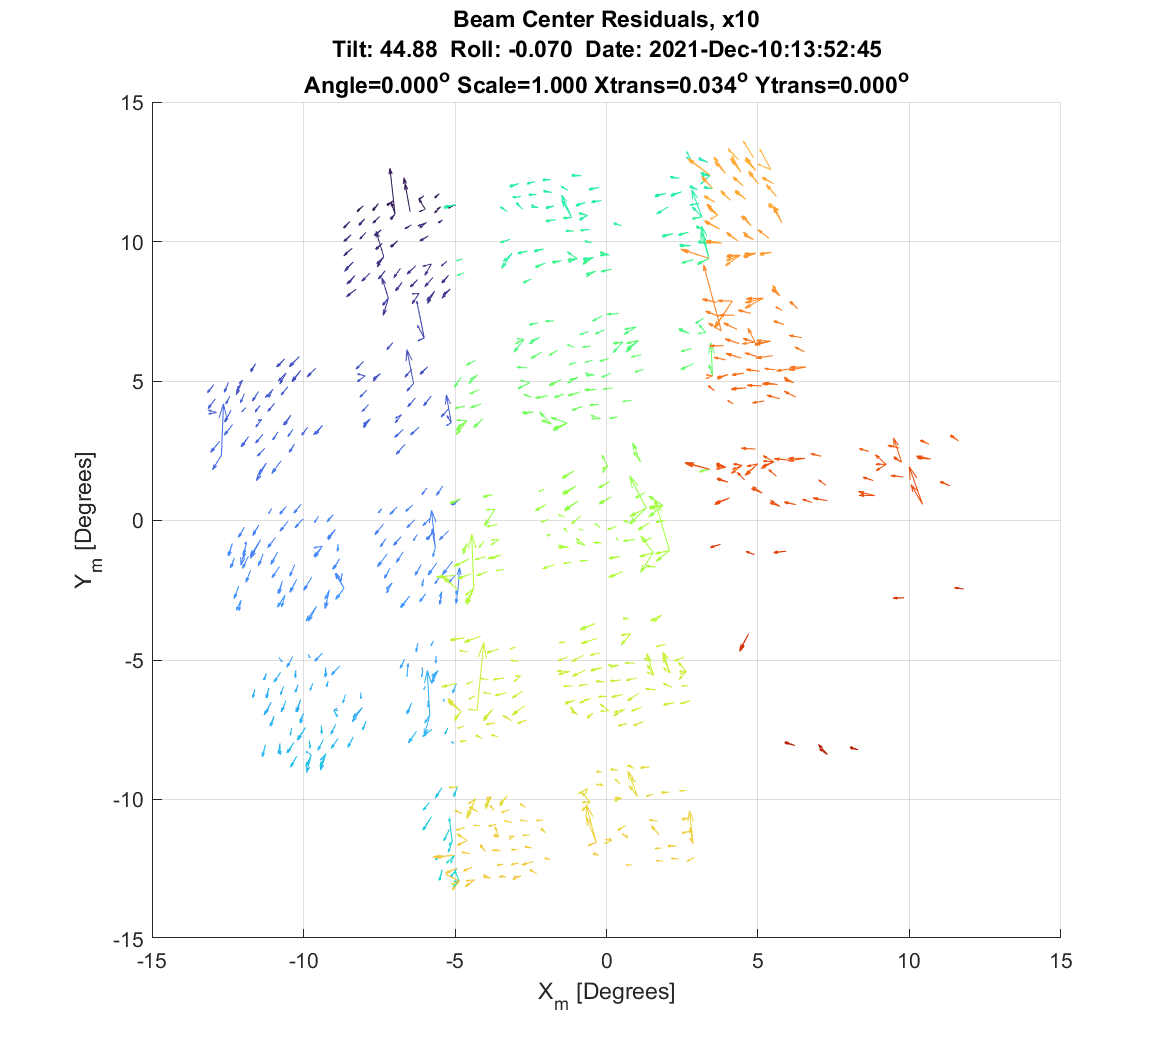 Beam Center Residuals, x10
Tilt: 44.88 Roll: -0.070 Date: 2021-Dec-10:13:52:45
Angle=0.000° Scale=1.000 Xtrans=0.034° Ytrans=0.000°
15
10
5
0
-5
-10
-15
Y_m [Degrees]
-15 -10 -5 0 5 10 15
X_m [Degrees]